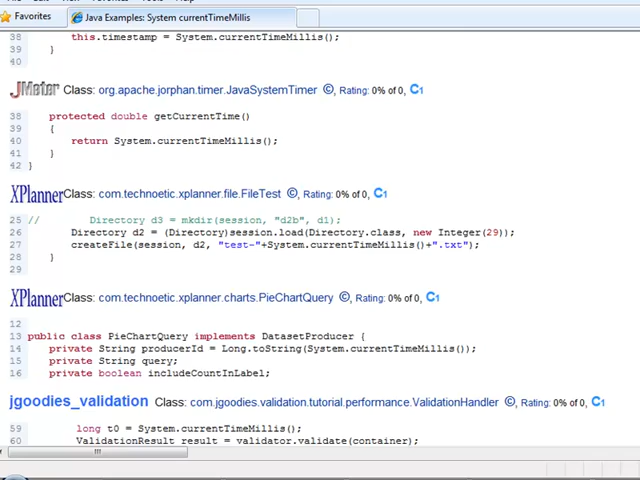 Favorites
Java Examples: System currentTimeMillis
38 this.timestamp = System.currentTimeMillis();
39 }
40
JMeter Class: org.apache.jorphan.timer.JavaSystemTimer ©, Rating: 0% of 0, C1
38 protected double getCurrentTime()
39 {
40 return System.currentTimeMillis();
41 }
42 }
XPlanner Class: com.technoetic.xplanner.file.FileTest ©, Rating: 0% of 0, C1
25 // Directory d3 = mkdir(session, "d2b", d1);
26 Directory d2 = (Directory)session.load(Directory.class, new Integer(29));
27 createFile(session, d2, "test-"+System.currentTimeMillis()+".txt");
28 }
29
XPlanner Class: com.technoetic.xplanner.charts.PieChartQuery ©, Rating: 0% of 0, C1
12
13 public class PieChartQuery implements DatasetProducer {
14 private String producerId = Long.toString(System.currentTimeMillis());
15 private String query;
16 private boolean includeCountInLabel;
jgoodies_validation Class: com.jgoodies.validation.tutorial.performance.ValidationHandler ©, Rating: 0% of 0, C1
59 long t0 = System.currentTimeMillis();
60 ValidationResult result = validator.validate(container);